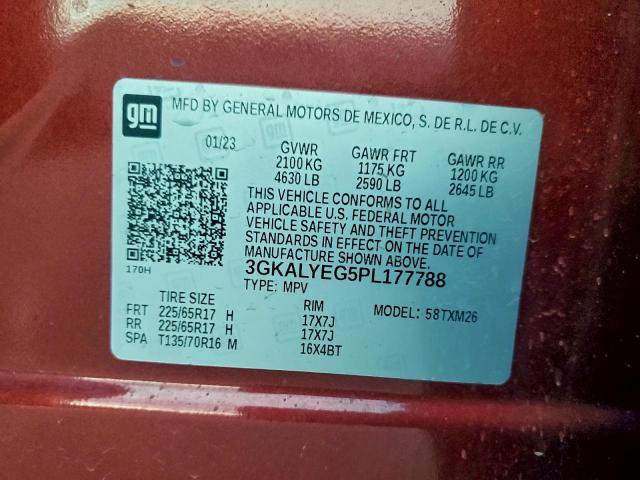 gm
MFD BY GENERAL MOTORS DE MEXICO, S. DE R.L. DE C.V.
01/23 GVWR GAWR FRT GAWR RR
2100 KG 1175 KG 1200 KG
4630 LB 2590 LB 2645 LB
THIS VEHICLE CONFORMS TO ALL
APPLICABLE U.S. FEDERAL MOTOR
VEHICLE SAFETY AND THEFT PREVENTION
STANDARDS IN EFFECT ON THE DATE OF
MANUFACTURE SHOWN ABOVE.
170H 3GKALYEG5PL177788
TYPE: MPV
TIRE SIZE RIM MODEL: 58TXM26
FRT 225/65R17 H 17X7J
RR 225/65R17 H 17X7J
SPA T135/70R16 M 16X4BT